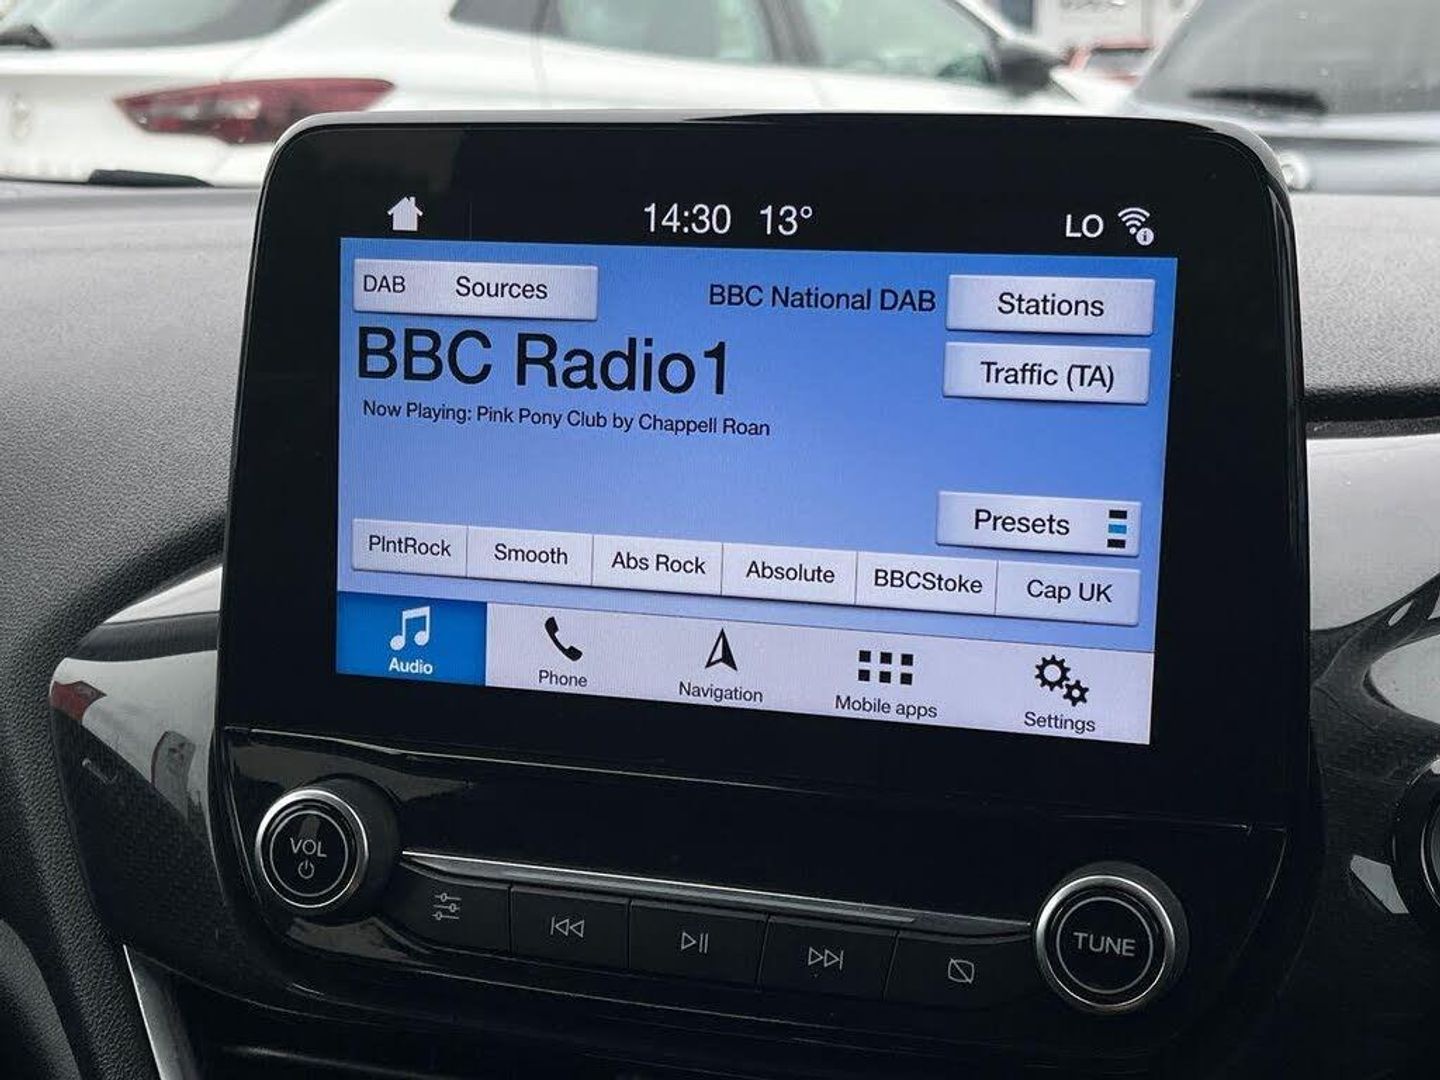 14:30 13°
LO
DAB Sources
BBC National DAB
Stations
BBC Radio1
Traffic (TA)
Now Playing: Pink Pony Club by Chappell Roan
Presets
PlntRock
Smooth
Abs Rock
Absolute
BBCStoke
Cap UK
Audio
Phone
Navigation
Mobile apps
Settings
VOL
TUNE